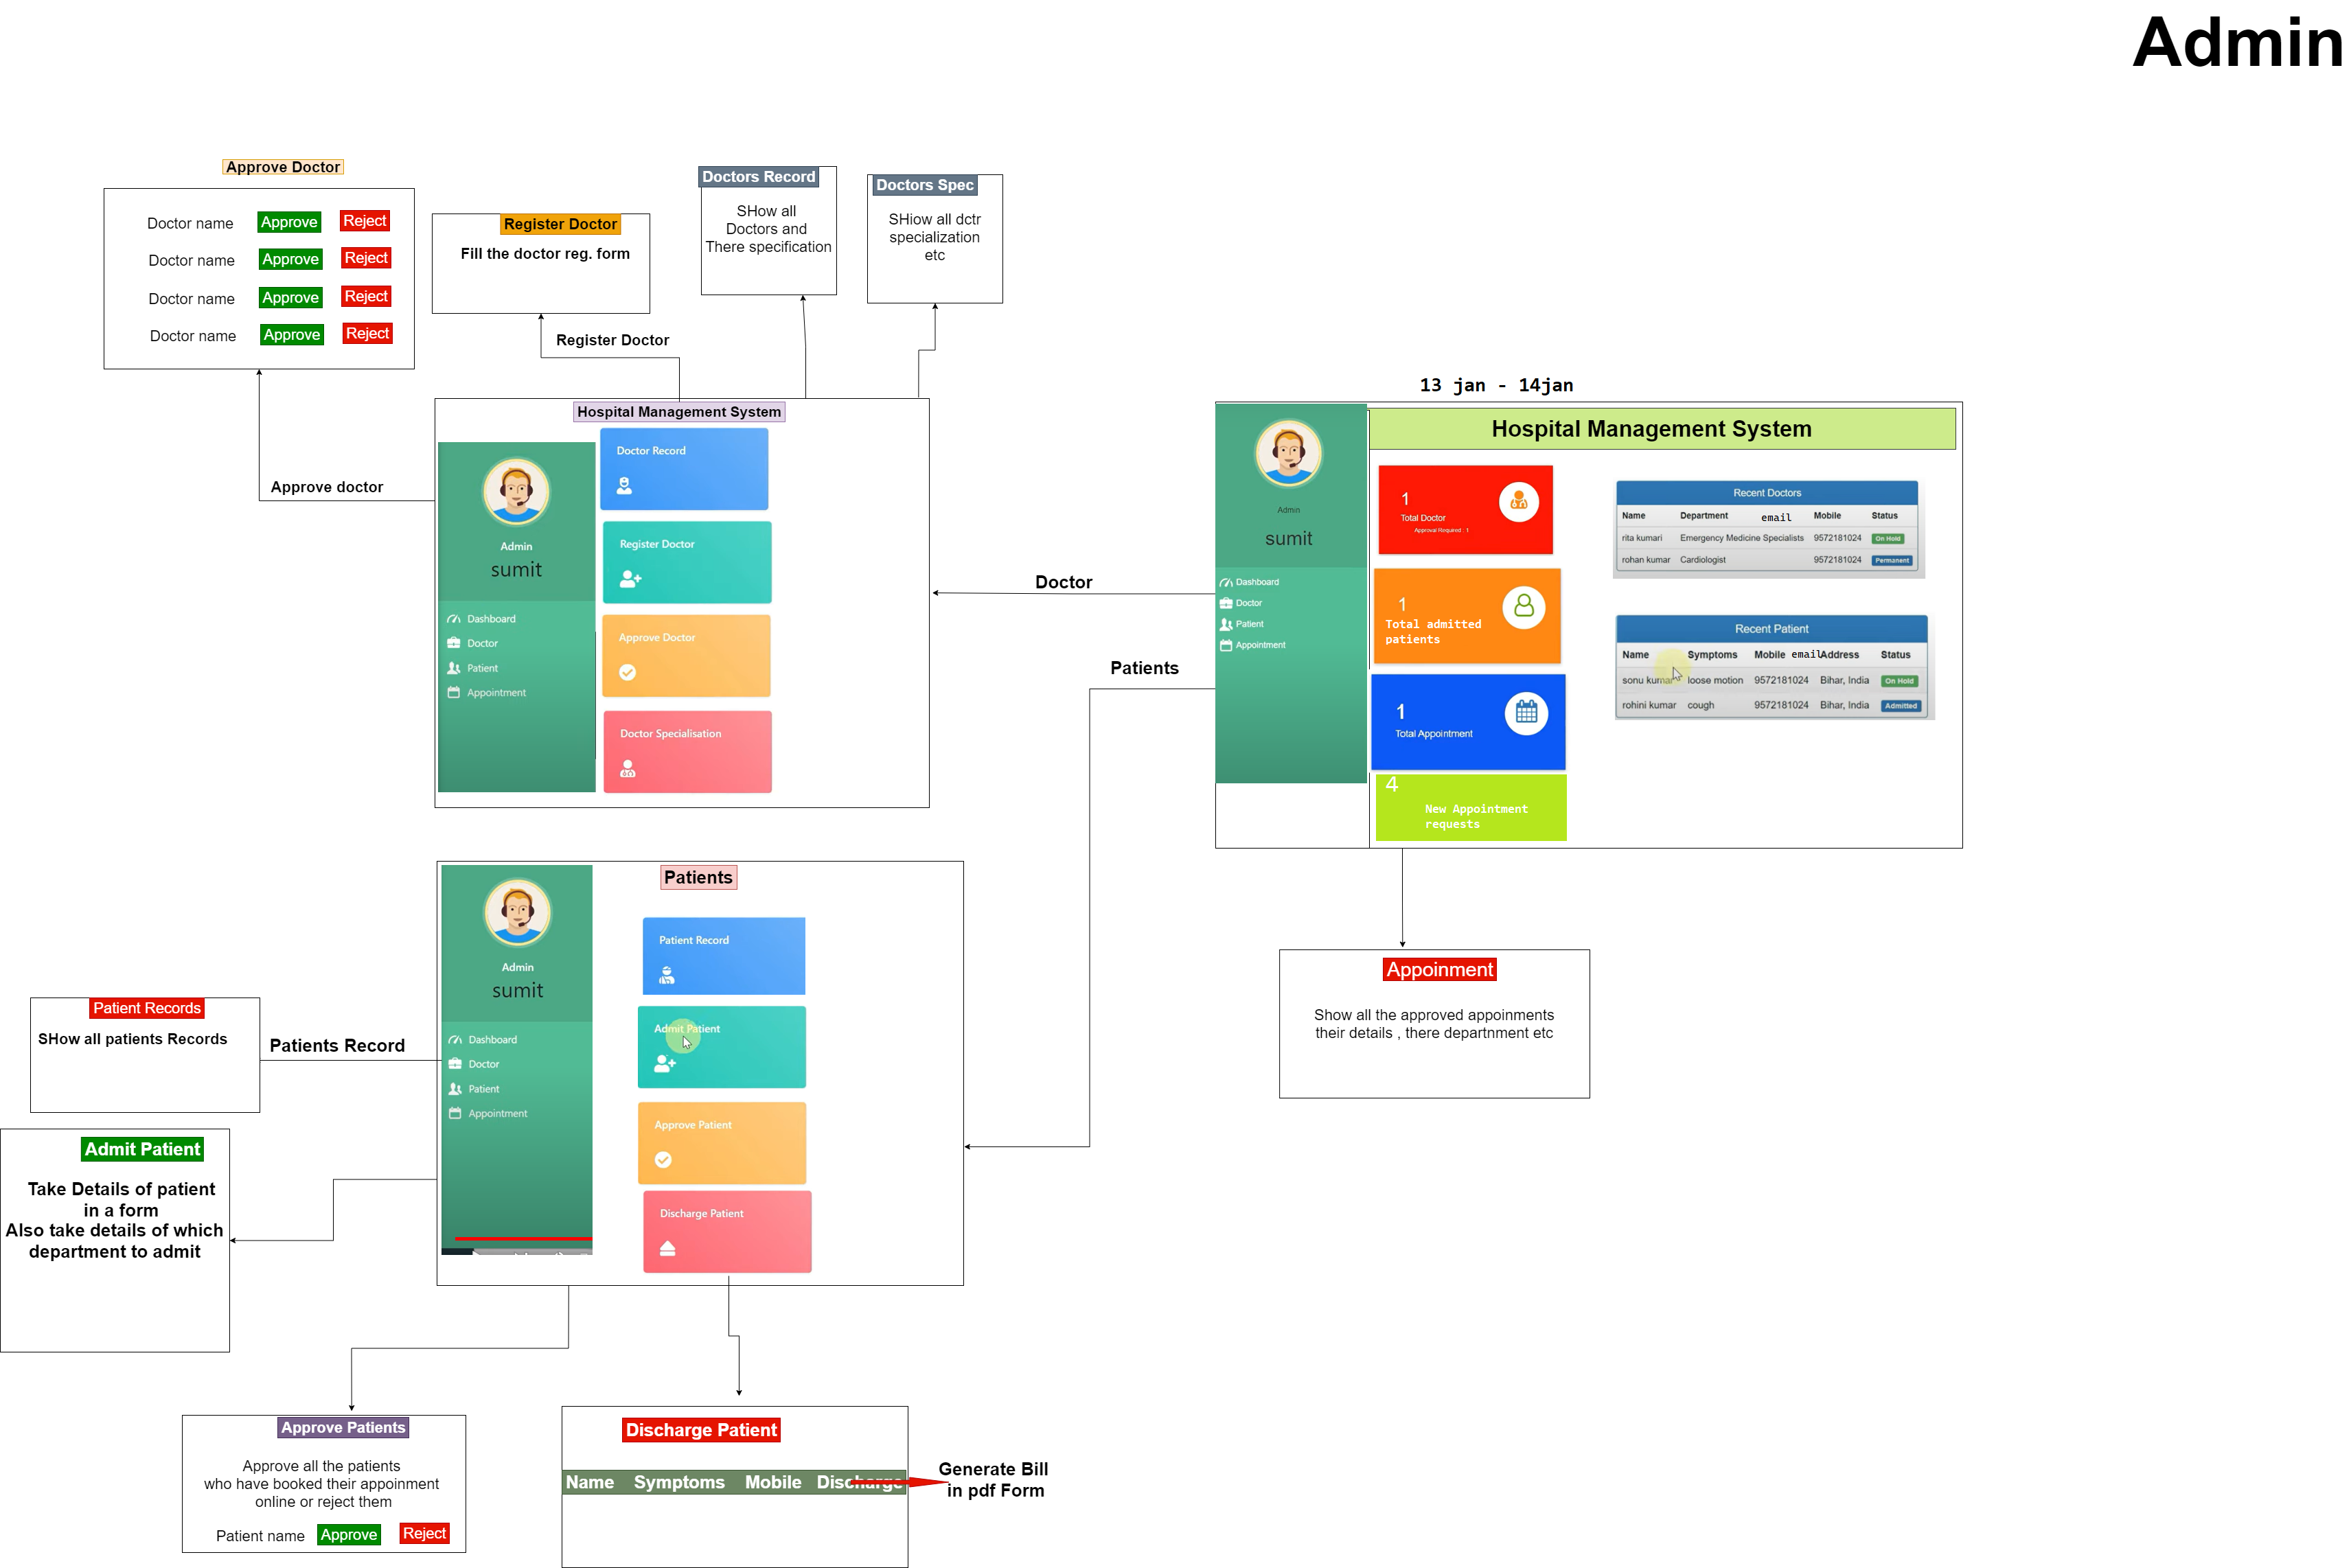 Admin
Approve Doctor
Doctor name Approve Reject
Doctor name Approve Reject
Doctor name Approve Reject
Doctor name Approve Reject
Register Doctor
Fill the doctor reg. form
Doctors Record
SHow all
Doctors and
There specification
Doctors Spec
SHiow all dctr
specialization
etc
Register Doctor
Approve doctor
Hospital Management System
Admin
sumit
Dashboard
Doctor
Patient
Appointment
Doctor Record
Register Doctor
Approve Doctor
Doctor Specialisation
Doctor
Patients
13 jan - 14jan
Hospital Management System
Admin
sumit
Dashboard
Doctor
Patient
Appointment
1
Total Doctor
Approval Required : 1
1
Total admitted
patients
1
Total Appointment
4
New Appointment
requests
Recent Doctors
Name Department email Mobile Status
rita kumari Emergency Medicine Specialists 9572181024 On Hold
rohan kumar Cardiologist 9572181024 Permanent
Recent Patient
Name Symptoms Mobile email Address Status
sonu kumar loose motion 9572181024 Bihar, India On Hold
rohini kumar cough 9572181024 Bihar, India Admitted
Appoinment
Show all the approved appoinments
their details , there departnment etc
Patients
Admin
sumit
Dashboard
Doctor
Patient
Appointment
Patient Record
Admit Patient
Approve Patient
Discharge Patient
Patient Records
SHow all patients Records
Patients Record
Admit Patient
Take Details of patient
in a form
Also take details of which
department to admit
Approve Patients
Approve all the patients
who have booked their appoinment
online or reject them
Patient name Approve Reject
Discharge Patient
Name Symptoms Mobile Discharge
Generate Bill
in pdf Form